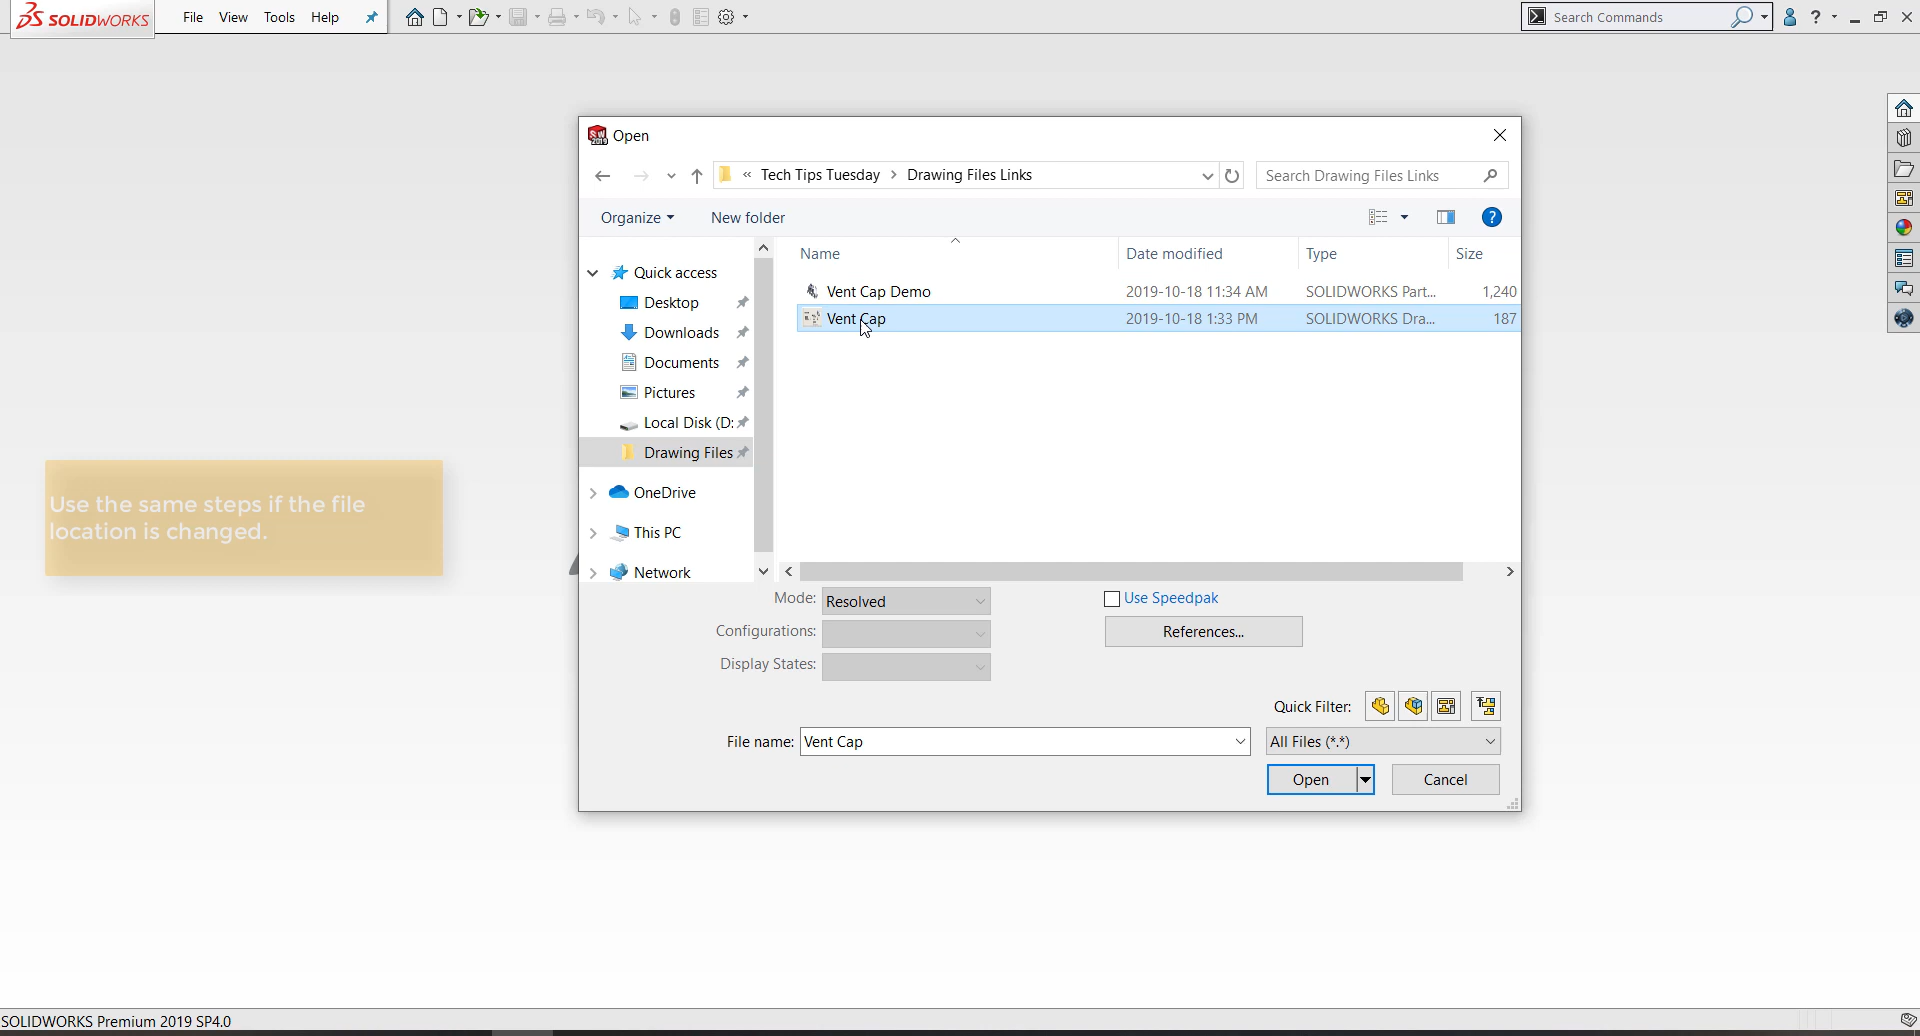 SOLIDWORKS
File View Tools Help
Search Commands
Open
« Tech Tips Tuesday > Drawing Files Links
Search Drawing Files Links
Organize
New folder
Name
Date modified
Type
Size
Quick access
Desktop
Downloads
Documents
Pictures
Local Disk (D:
Drawing Files
OneDrive
This PC
Network
Vent Cap Demo 2019-10-18 11:34 AM SOLIDWORKS Part... 1,240
Vent Cap 2019-10-18 1:33 PM SOLIDWORKS Dra... 187
Use the same steps if the file
location is changed.
Mode: Resolved
Configurations:
Display States:
Use Speedpak
References...
Quick Filter:
File name: Vent Cap
All Files (*.*)
Open
Cancel
SOLIDWORKS Premium 2019 SP4.0